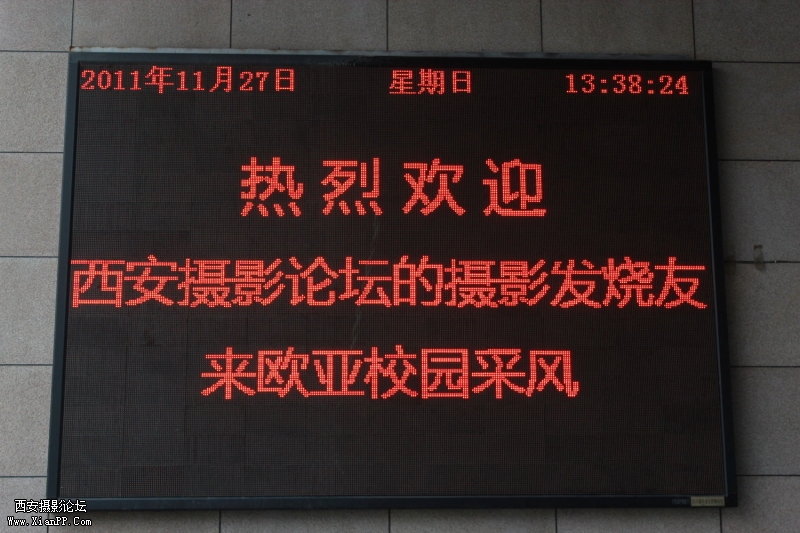 2011年11月27日 星期日 13:38:24
热烈欢迎
西安摄影论坛的摄影发烧友
来欧亚校园采风
西安摄影论坛
Www.XianPP.Com